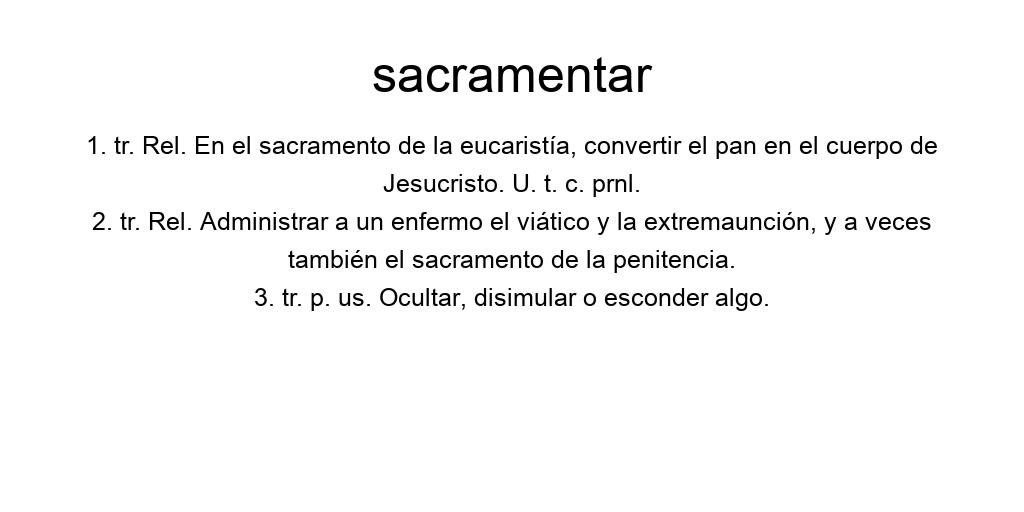 sacramentar
1. tr. Rel. En el sacramento de la eucaristía, convertir el pan en el cuerpo de
Jesucristo. U. t. c. prnl.
2. tr. Rel. Administrar a un enfermo el viático y la extremaunción, y a veces
también el sacramento de la penitencia.
3. tr. p. us. Ocultar, disimular o esconder algo.